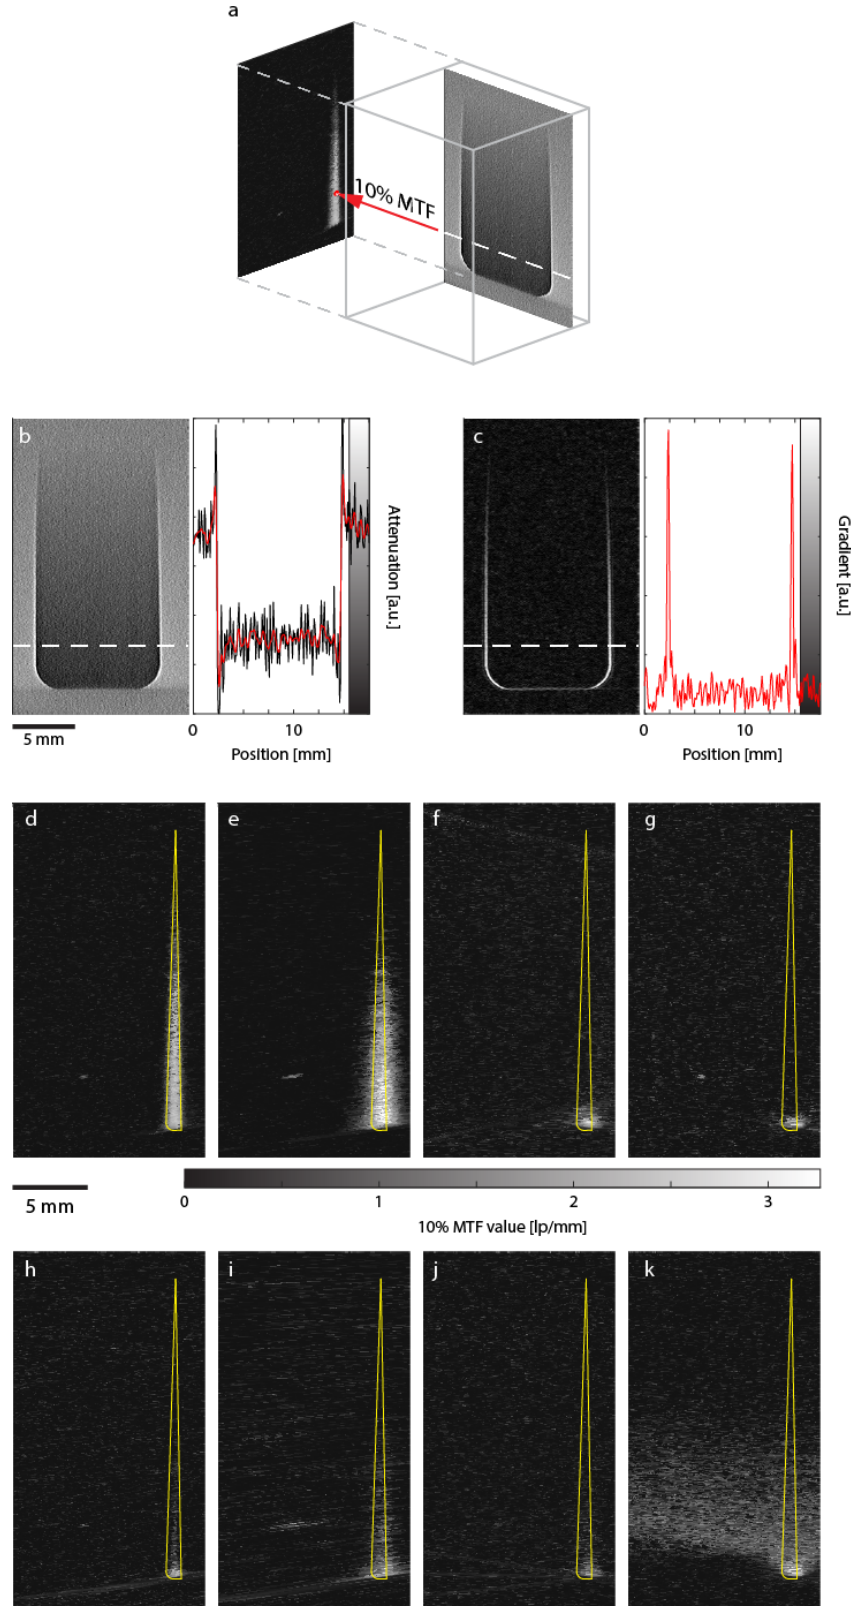 a
10% MTF
b
Attenuation [a.u.]
0
10
5 mm
Position [mm]
c
Gradient [a.u.]
0
10
Position [mm]
d
e
f
g
5 mm
0
1
2
3
10% MTF value [lp/mm]
h
i
j
k